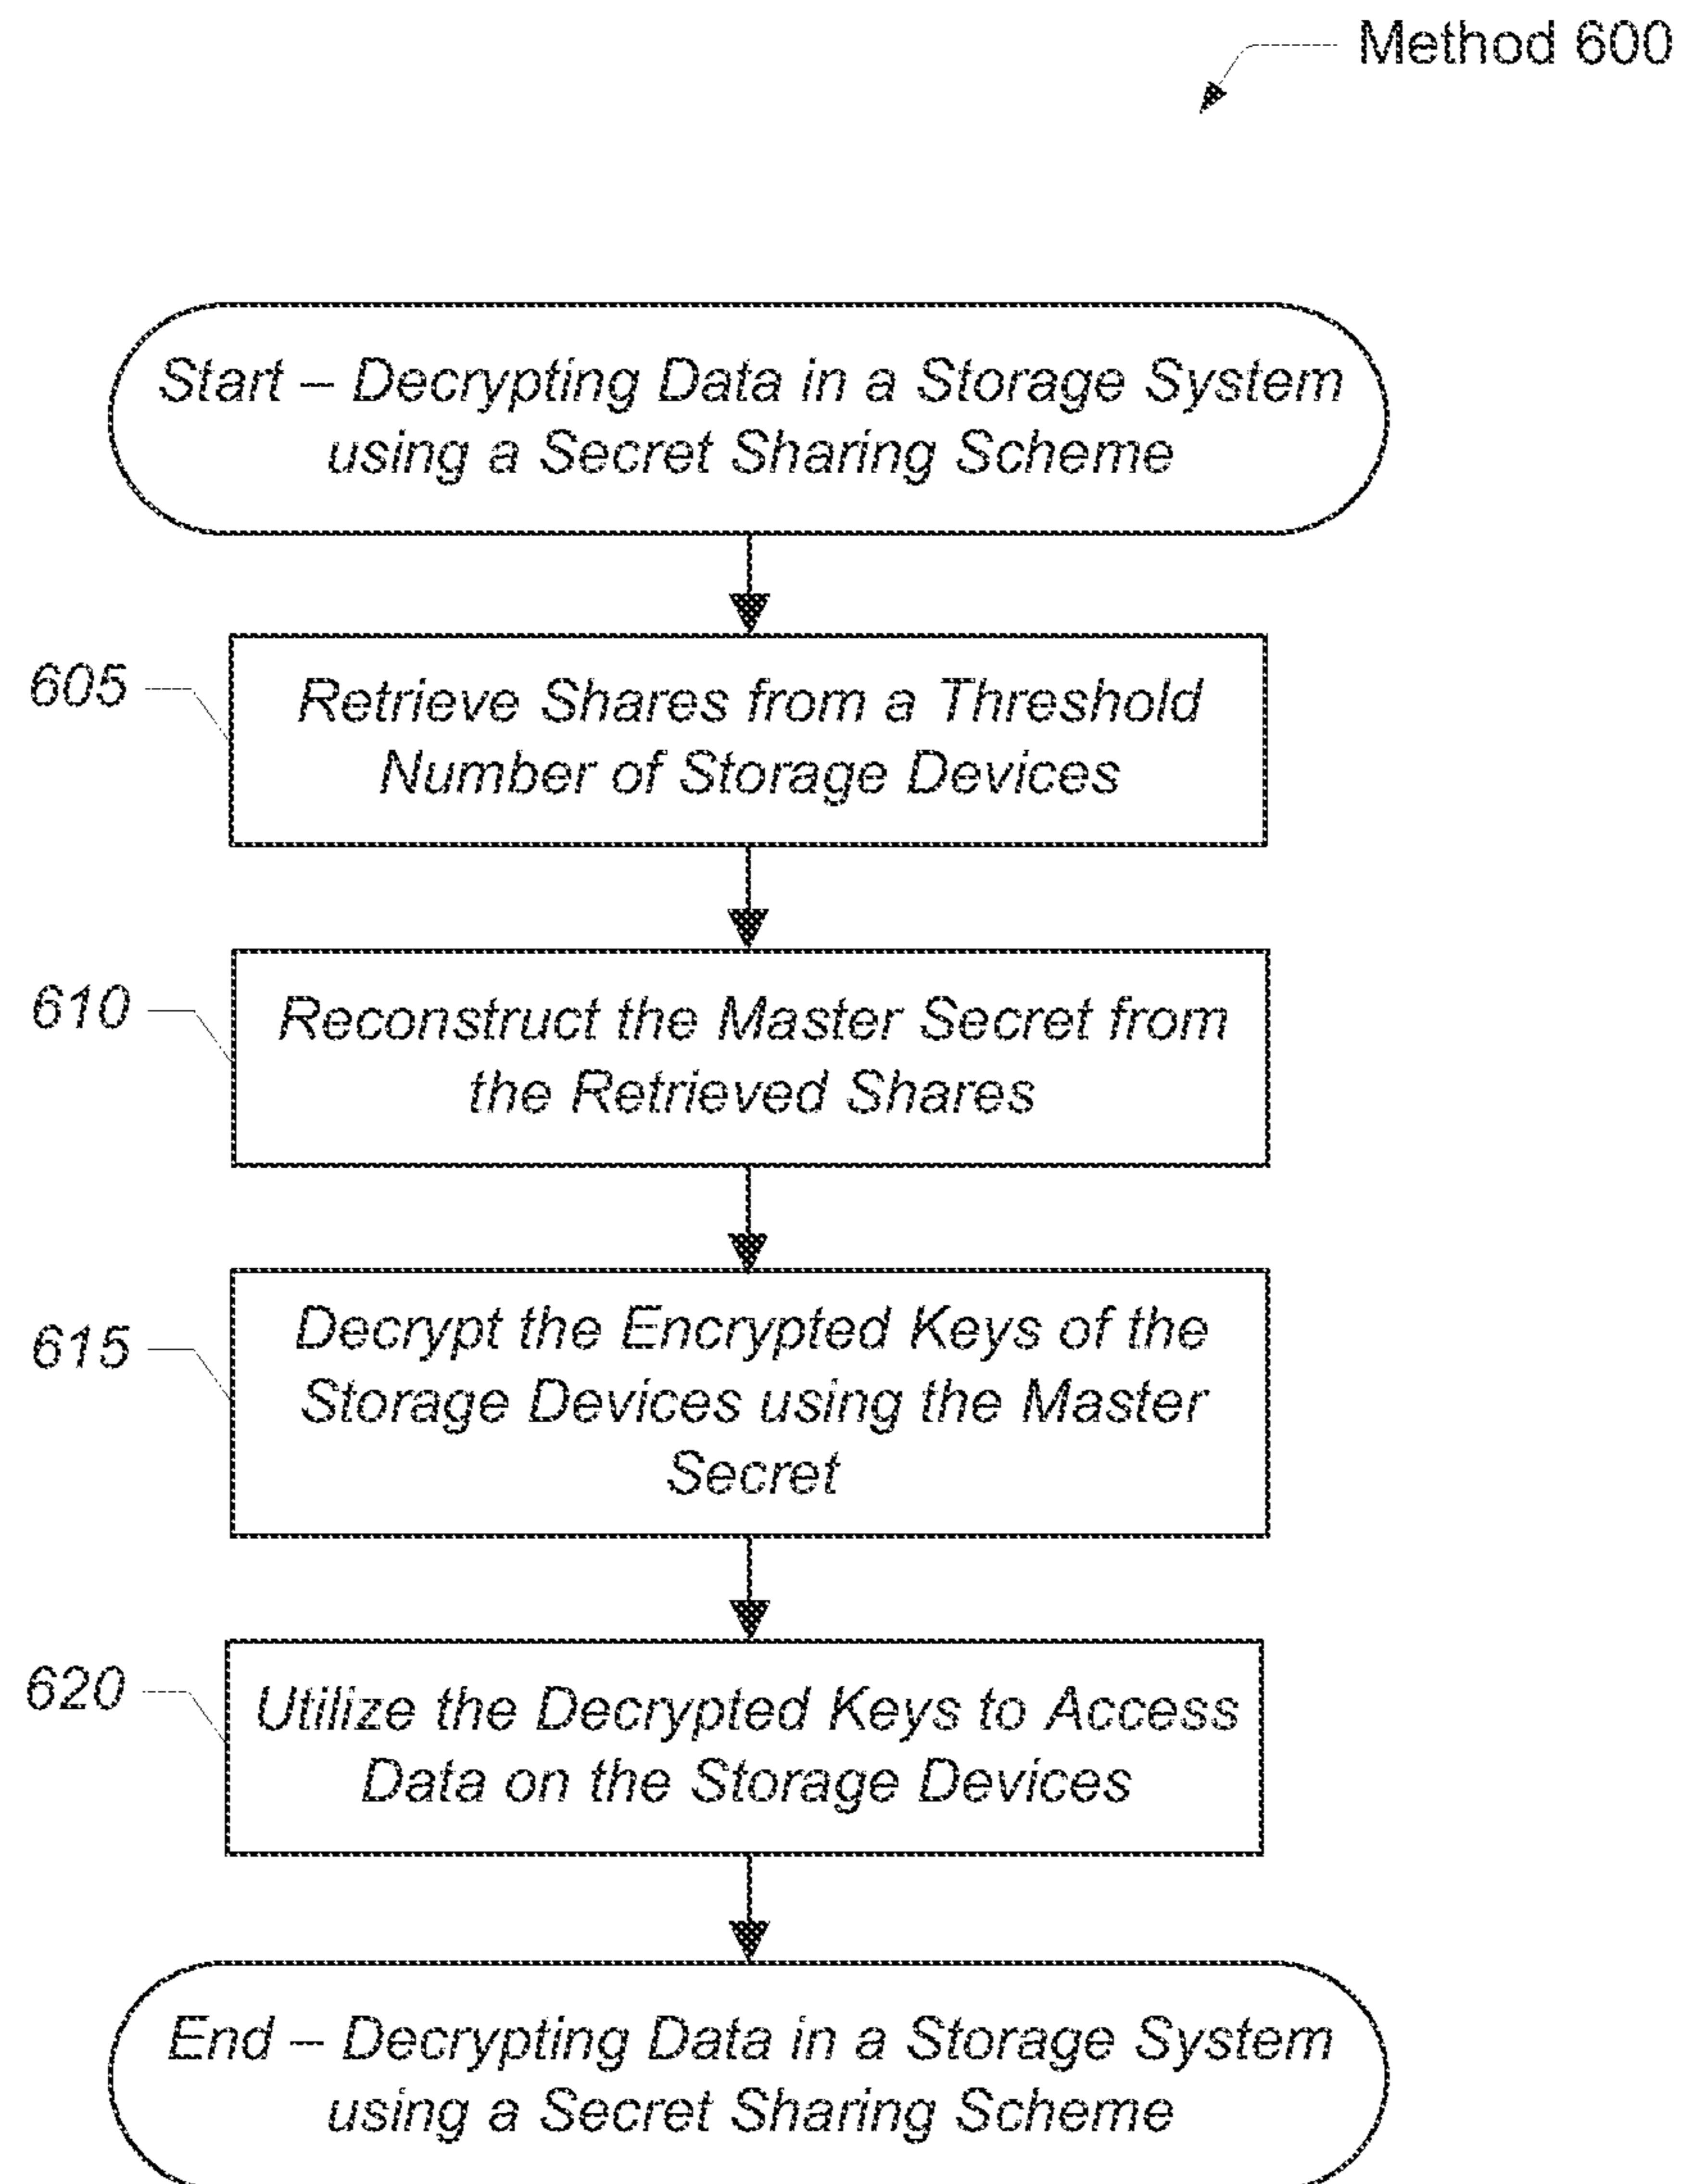 Method 600
Start – Decrypting Data in a Storage System
using a Secret Sharing Scheme
605
Retrieve Shares from a Threshold
Number of Storage Devices
610
Reconstruct the Master Secret from
the Retrieved Shares
615
Decrypt the Encrypted Keys of the
Storage Devices using the Master
Secret
620
Utilize the Decrypted Keys to Access
Data on the Storage Devices
End – Decrypting Data in a Storage System
using a Secret Sharing Scheme